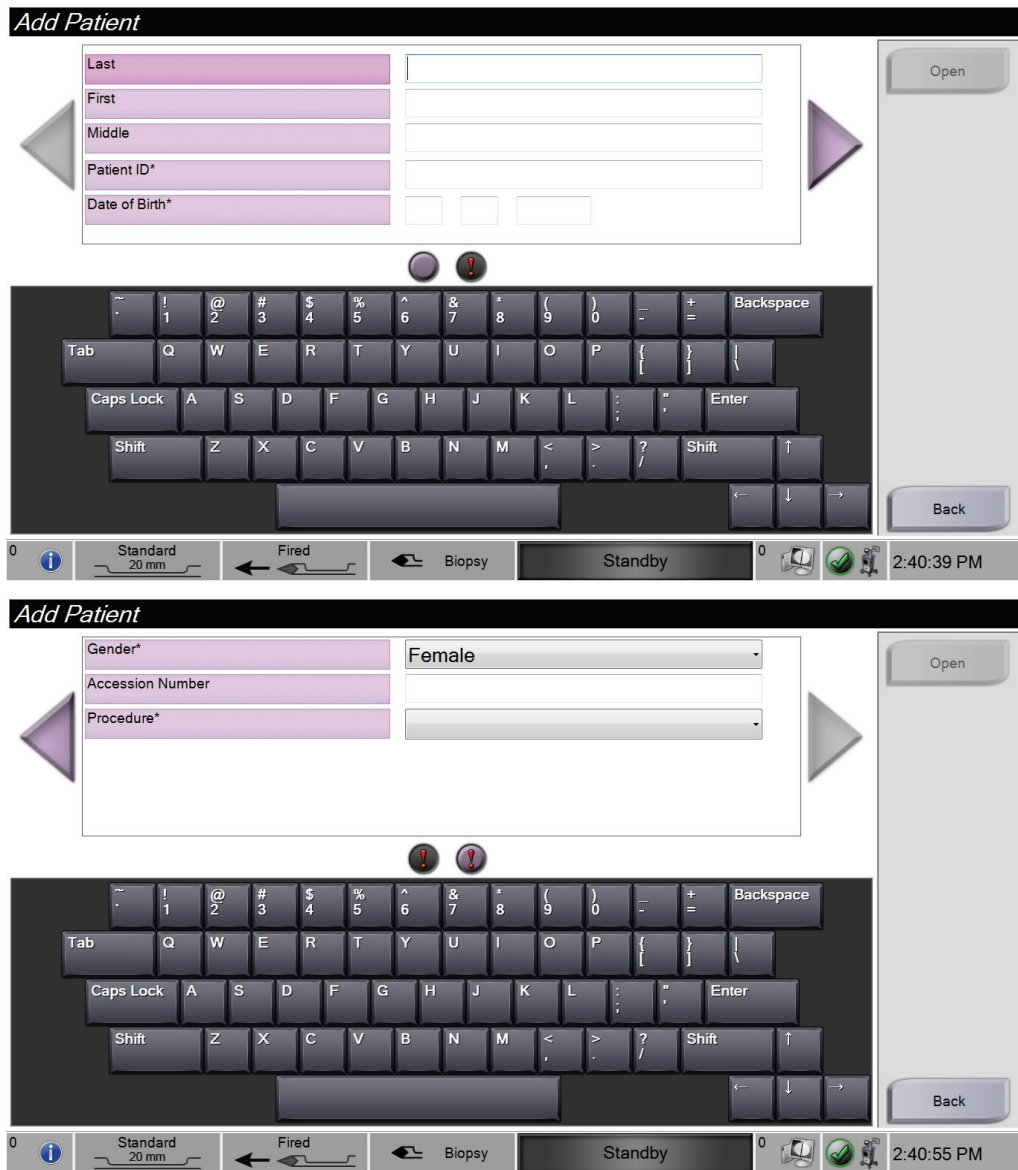 Add Patient
Last
Open
First
Middle
Patient ID*
Date of Birth*
~ ! @ # $ % ^ & * ( ) _ + Backspace
` 1 2 3 4 5 6 7 8 9 0 - =
Tab Q W E R T Y U I O P { } |
[ ] \
Caps Lock A S D F G H J K L : " Enter
; '
Shift Z X C V B N M < > ? Shift ↑
, . /
← ↓ →
Back
0 Standard Fired Biopsy Standby 0 2:40:39 PM
20 mm
Add Patient
Gender* Female
Open
Accession Number
Procedure*
~ ! @ # $ % ^ & * ( ) _ + Backspace
` 1 2 3 4 5 6 7 8 9 0 - =
Tab Q W E R T Y U I O P { } |
[ ] \
Caps Lock A S D F G H J K L : " Enter
; '
Shift Z X C V B N M < > ? Shift ↑
, . /
← ↓ →
Back
0 Standard Fired Biopsy Standby 0 2:40:55 PM
20 mm